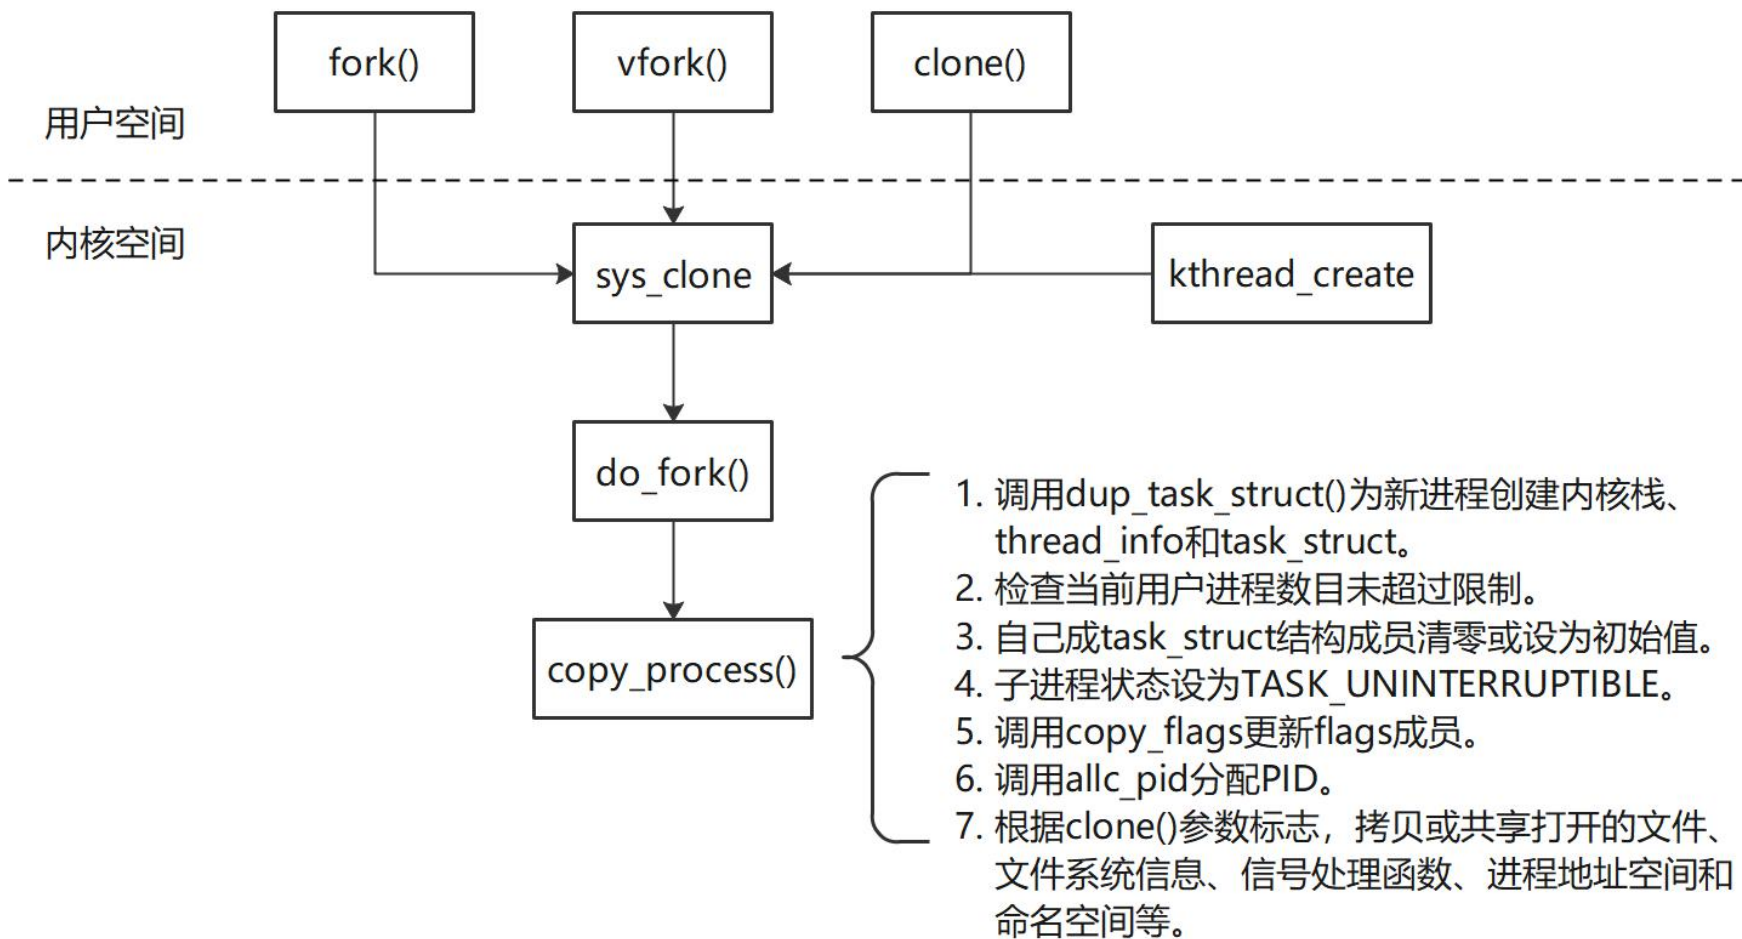 fork()
vfork()
clone()
用户空间
内核空间
sys_clone
kthread_create
do_fork()
copy_process()
1. 调用dup_task_struct()为新进程创建内核栈、
thread_info和task_struct。
2. 检查当前用户进程数目未超过限制。
3. 自己成task_struct结构成员清零或设为初始值。
4. 子进程状态设为TASK_UNINTERRUPTIBLE。
5. 调用copy_flags更新flags成员。
6. 调用allc_pid分配PID。
7. 根据clone()参数标志，拷贝或共享打开的文件、
文件系统信息、信号处理函数、进程地址空间和
命名空间等。